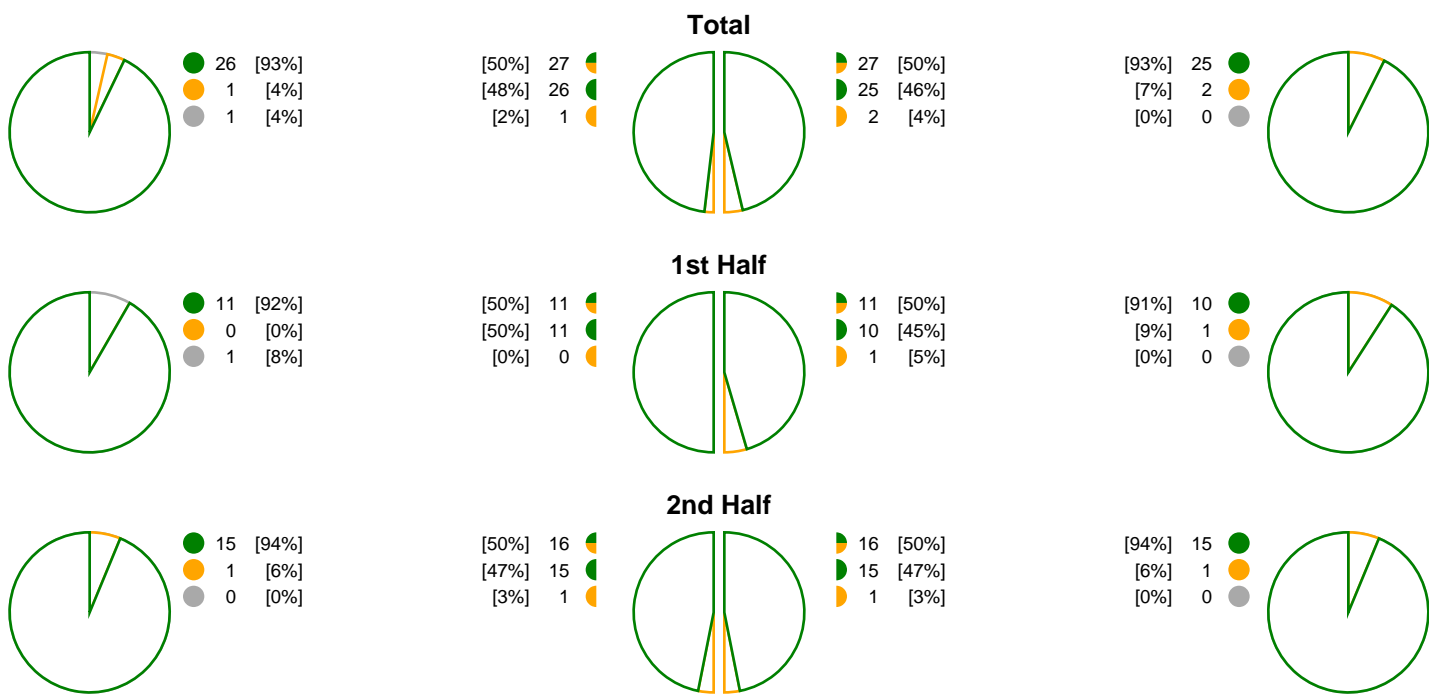 Total
26 [93%] [50%] 27 27 [50%] [93%] 25
1 [4%] [48%] 26 25 [46%] [7%] 2
1 [4%] [2%] 1 2 [4%] [0%] 0
1st Half
11 [92%] [50%] 11 11 [50%] [91%] 10
0 [0%] [50%] 11 10 [45%] [9%] 1
1 [8%] [0%] 0 1 [5%] [0%] 0
2nd Half
15 [94%] [50%] 16 16 [50%] [94%] 15
1 [6%] [47%] 15 15 [47%] [6%] 1
0 [0%] [3%] 1 1 [3%] [0%] 0